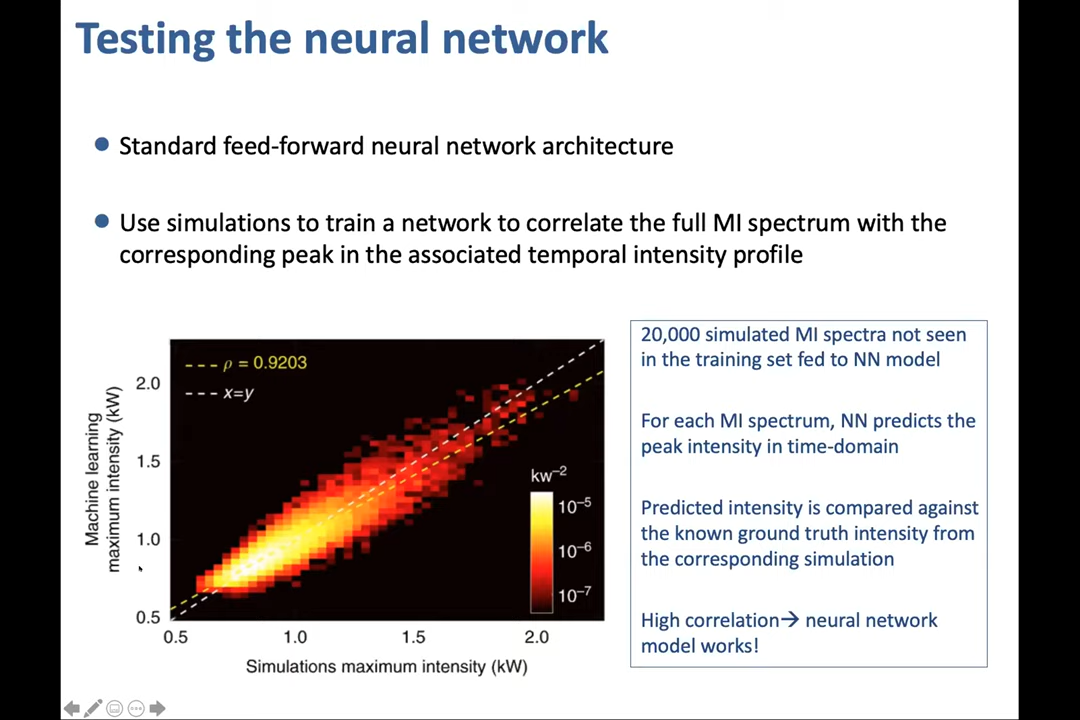 Testing the neural network
Standard feed-forward neural network architecture
Use simulations to train a network to correlate the full MI spectrum with the
corresponding peak in the associated temporal intensity profile
20,000 simulated MI spectra not seen
in the training set fed to NN model
For each MI spectrum, NN predicts the
peak intensity in time-domain
Predicted intensity is compared against
the known ground truth intensity from
the corresponding simulation
High correlation→ neural network
model works!
ρ = 0.9203
x=y
Machine learning
maximum intensity (kW)
2.0
1.5
1.0
0.5
0.5
1.0
1.5
2.0
Simulations maximum intensity (kW)
kw⁻²
10⁻⁵
10⁻⁶
10⁻⁷